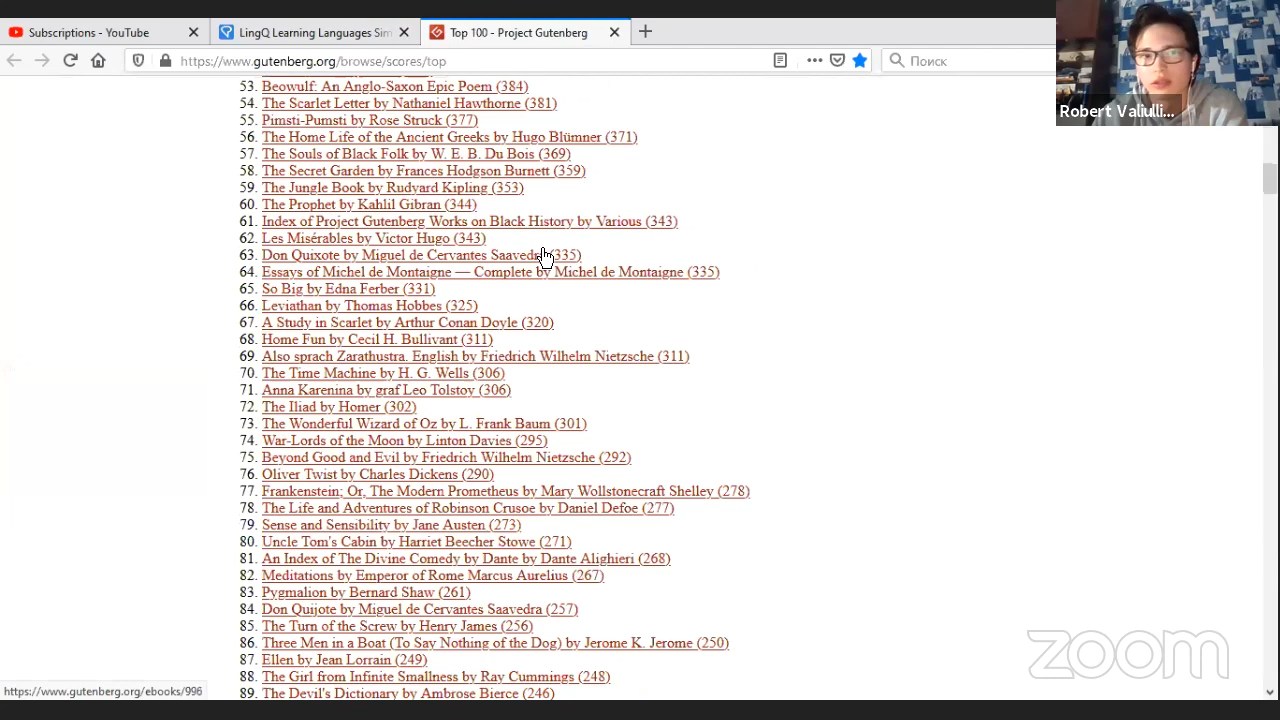 Subscriptions - YouTube
LingQ Learning Languages Sim
Top 100 - Project Gutenberg
https://www.gutenberg.org/browse/scores/top
Поиск
Robert Valiulli...
53. Beowulf: An Anglo-Saxon Epic Poem (384)
54. The Scarlet Letter by Nathaniel Hawthorne (381)
55. Pimsti-Pumsti by Rose Struck (377)
56. The Home Life of the Ancient Greeks by Hugo Blümner (371)
57. The Souls of Black Folk by W. E. B. Du Bois (369)
58. The Secret Garden by Frances Hodgson Burnett (359)
59. The Jungle Book by Rudyard Kipling (353)
60. The Prophet by Kahlil Gibran (344)
61. Index of Project Gutenberg Works on Black History by Various (343)
62. Les Misérables by Victor Hugo (343)
63. Don Quixote by Miguel de Cervantes Saavedra (335)
64. Essays of Michel de Montaigne — Complete by Michel de Montaigne (335)
65. So Big by Edna Ferber (331)
66. Leviathan by Thomas Hobbes (325)
67. A Study in Scarlet by Arthur Conan Doyle (320)
68. Home Fun by Cecil H. Bullivant (311)
69. Also sprach Zarathustra. English by Friedrich Wilhelm Nietzsche (311)
70. The Time Machine by H. G. Wells (306)
71. Anna Karenina by graf Leo Tolstoy (306)
72. The Iliad by Homer (302)
73. The Wonderful Wizard of Oz by L. Frank Baum (301)
74. War-Lords of the Moon by Linton Davies (295)
75. Beyond Good and Evil by Friedrich Wilhelm Nietzsche (292)
76. Oliver Twist by Charles Dickens (290)
77. Frankenstein; Or, The Modern Prometheus by Mary Wollstonecraft Shelley (278)
78. The Life and Adventures of Robinson Crusoe by Daniel Defoe (277)
79. Sense and Sensibility by Jane Austen (273)
80. Uncle Tom's Cabin by Harriet Beecher Stowe (271)
81. An Index of The Divine Comedy by Dante by Dante Alighieri (268)
82. Meditations by Emperor of Rome Marcus Aurelius (267)
83. Pygmalion by Bernard Shaw (261)
84. Don Quijote by Miguel de Cervantes Saavedra (257)
85. The Turn of the Screw by Henry James (256)
86. Three Men in a Boat (To Say Nothing of the Dog) by Jerome K. Jerome (250)
87. Ellen by Jean Lorrain (249)
88. The Girl from Infinite Smallness by Ray Cummings (248)
89. The Devil's Dictionary by Ambrose Bierce (246)
https://www.gutenberg.org/ebooks/996
zoom